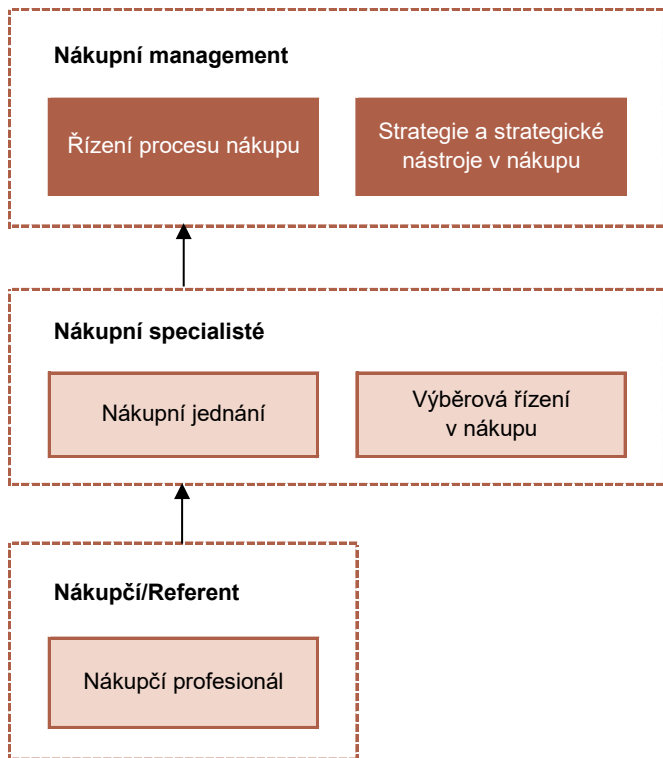 Nákupní management
Řízení procesu nákupu
Strategie a strategické
nástroje v nákupu
Nákupní specialisté
Nákupní jednání
Výběrová řízení
v nákupu
Nákupčí/Referent
Nákupčí profesionál